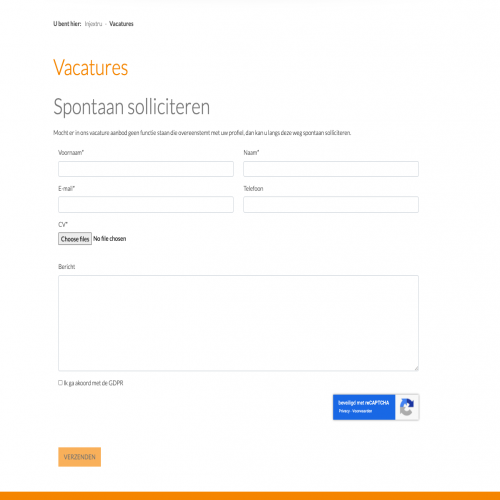 U bent hier: Injextru - Vacatures
Vacatures
Spontaan solliciteren
Mocht er in ons vacature aanbod geen functie staan die overeenstemt met uw profiel, dan kan u langs deze weg spontaan solliciteren.
Voornaam* Naam*
E-mail* Telefoon
CV*
Choose files No file chosen
Bericht
Ik ga akoord met de GDPR
beveiligd met reCAPTCHA
Privacy - Voorwaarden
VERZENDEN